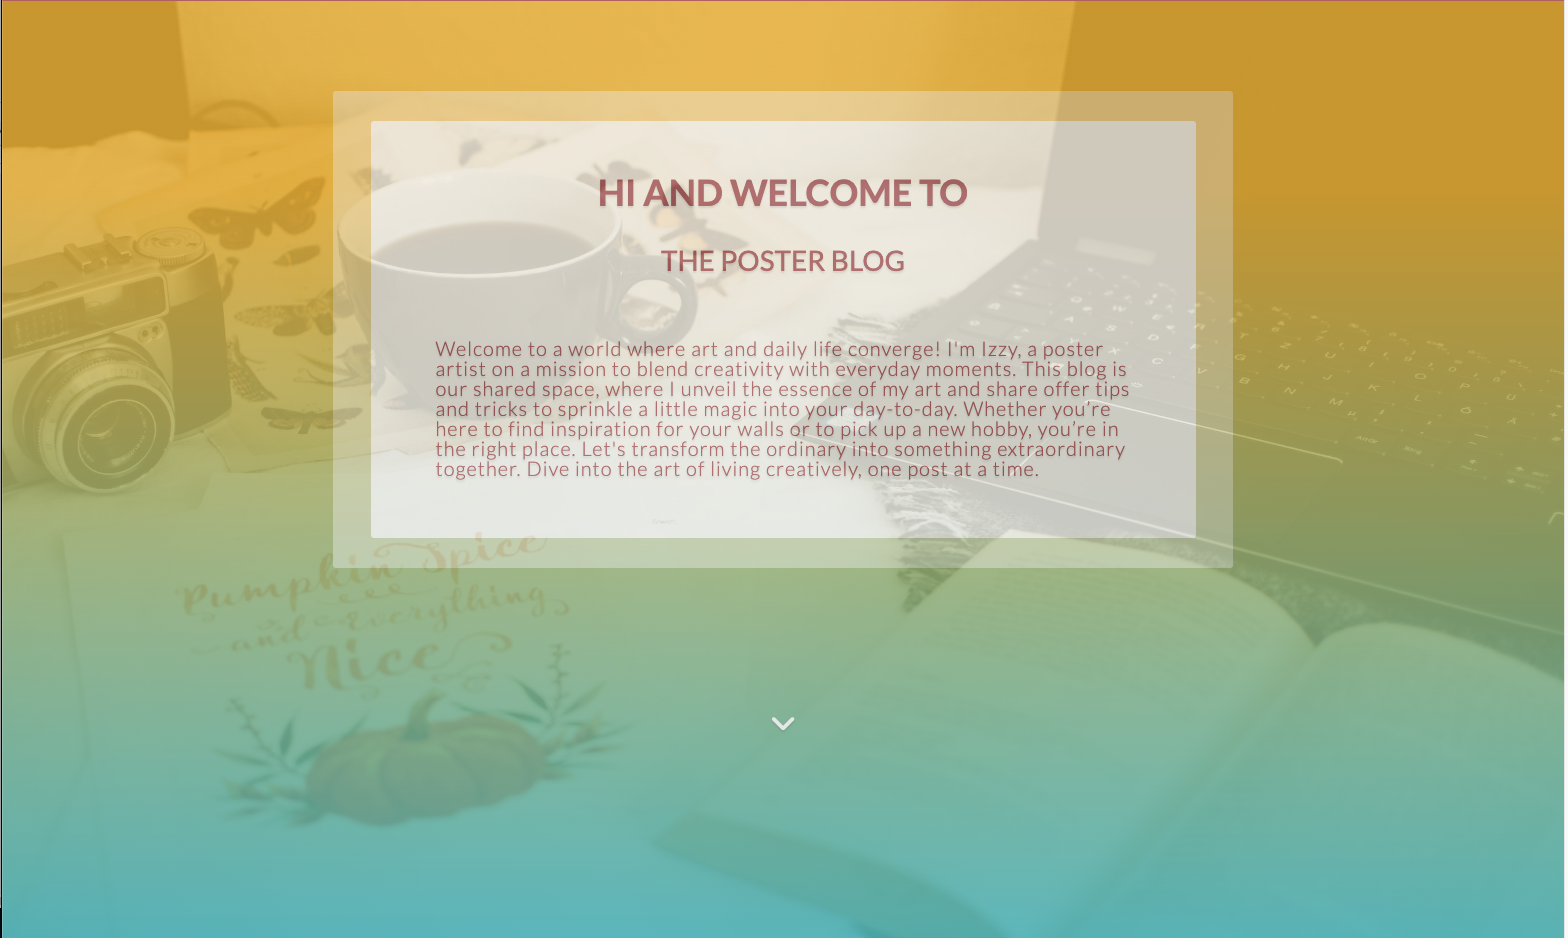 HI AND WELCOME TO
THE POSTER BLOG
Welcome to a world where art and daily life converge! I'm Izzy, a poster
artist on a mission to blend creativity with everyday moments. This blog is
our shared space, where I unveil the essence of my art and share offer tips
and tricks to sprinkle a little magic into your day-to-day. Whether you’re
here to find inspiration for your walls or to pick up a new hobby, you’re in
the right place. Let's transform the ordinary into something extraordinary
together. Dive into the art of living creatively, one post at a time.
Pumpkin Spice
and Everything
Nice